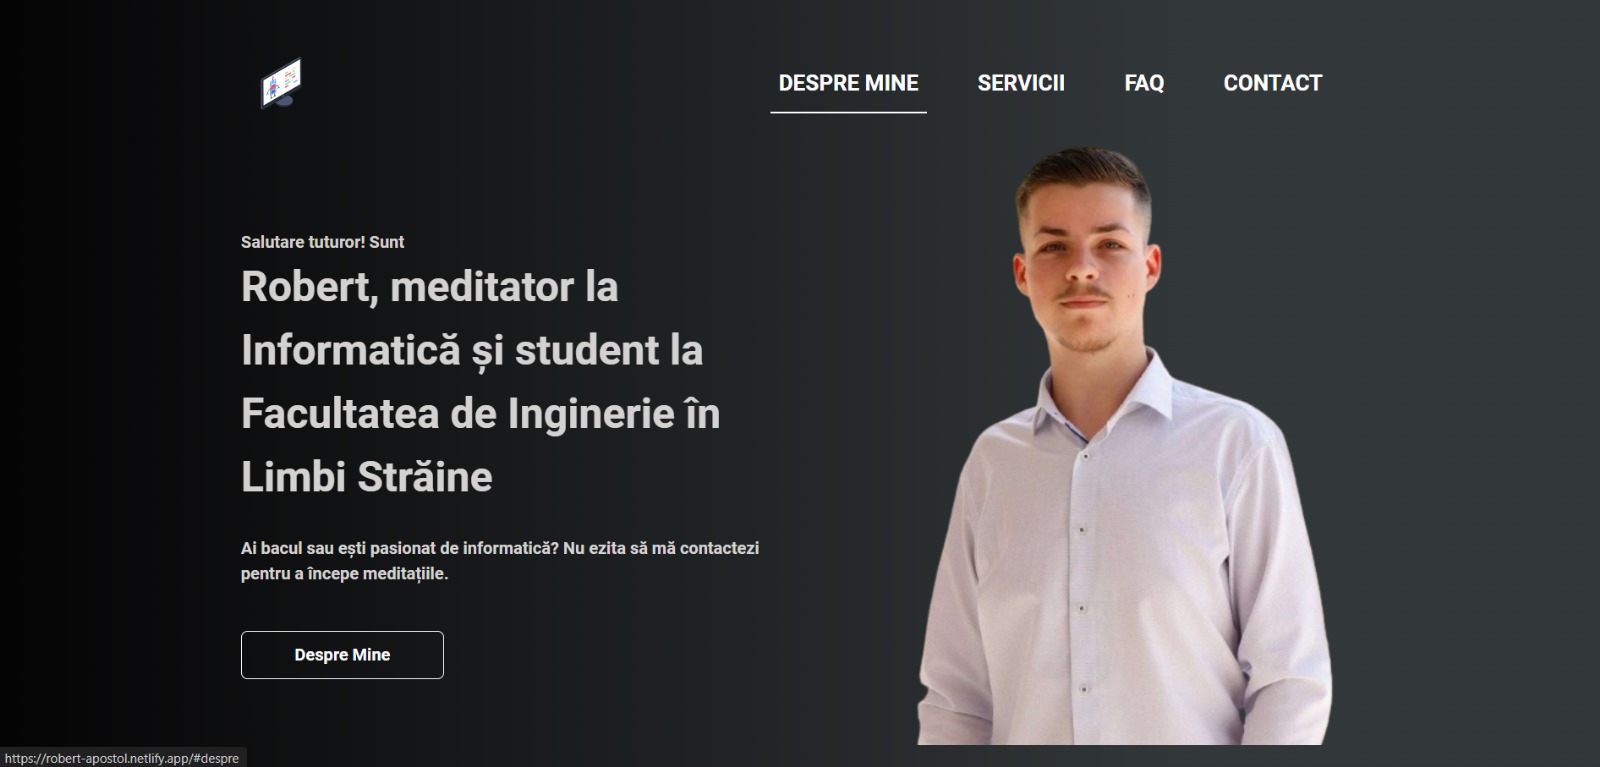 DESPRE MINE SERVICII FAQ CONTACT
Salutare tuturor! Sunt
Robert, meditator la
Informatică și student la
Facultatea de Inginerie în
Limbi Străine
Ai bacul sau ești pasionat de informatică? Nu ezita să mă contactezi
pentru a începe meditațiile.
Despre Mine
https://robert-apostol.netlify.app/#despre